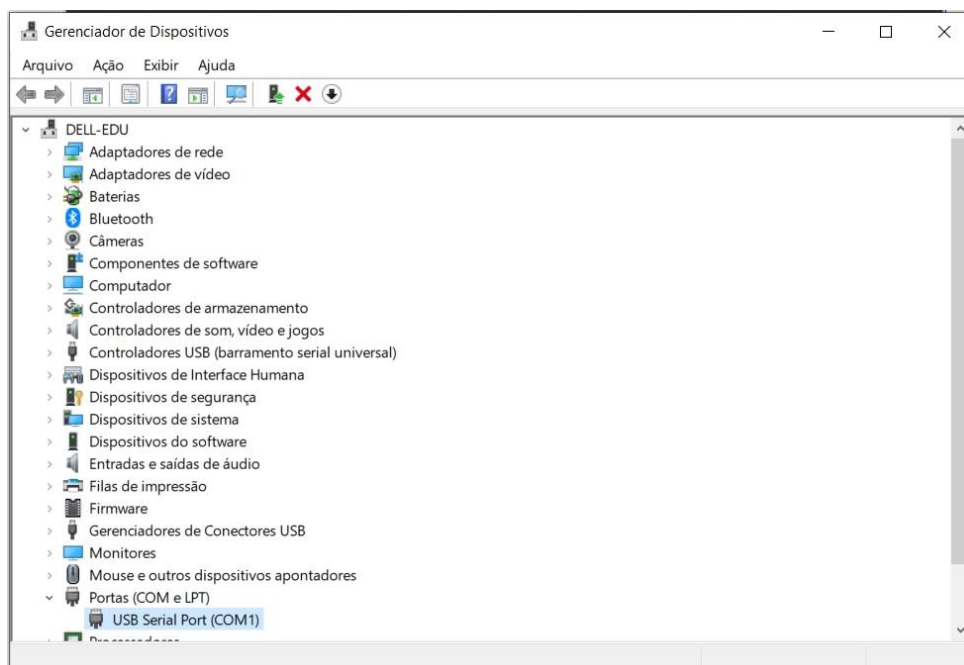 Gerenciador de Dispositivos
Arquivo Ação Exibir Ajuda
DELL-EDU
Adaptadores de rede
Adaptadores de vídeo
Baterias
Bluetooth
Câmeras
Componentes de software
Computador
Controladores de armazenamento
Controladores de som, vídeo e jogos
Controladores USB (barramento serial universal)
Dispositivos de Interface Humana
Dispositivos de segurança
Dispositivos de sistema
Dispositivos do software
Entradas e saídas de áudio
Filas de impressão
Firmware
Gerenciadores de Conectores USB
Monitores
Mouse e outros dispositivos apontadores
Portas (COM e LPT)
USB Serial Port (COM1)
Processadores